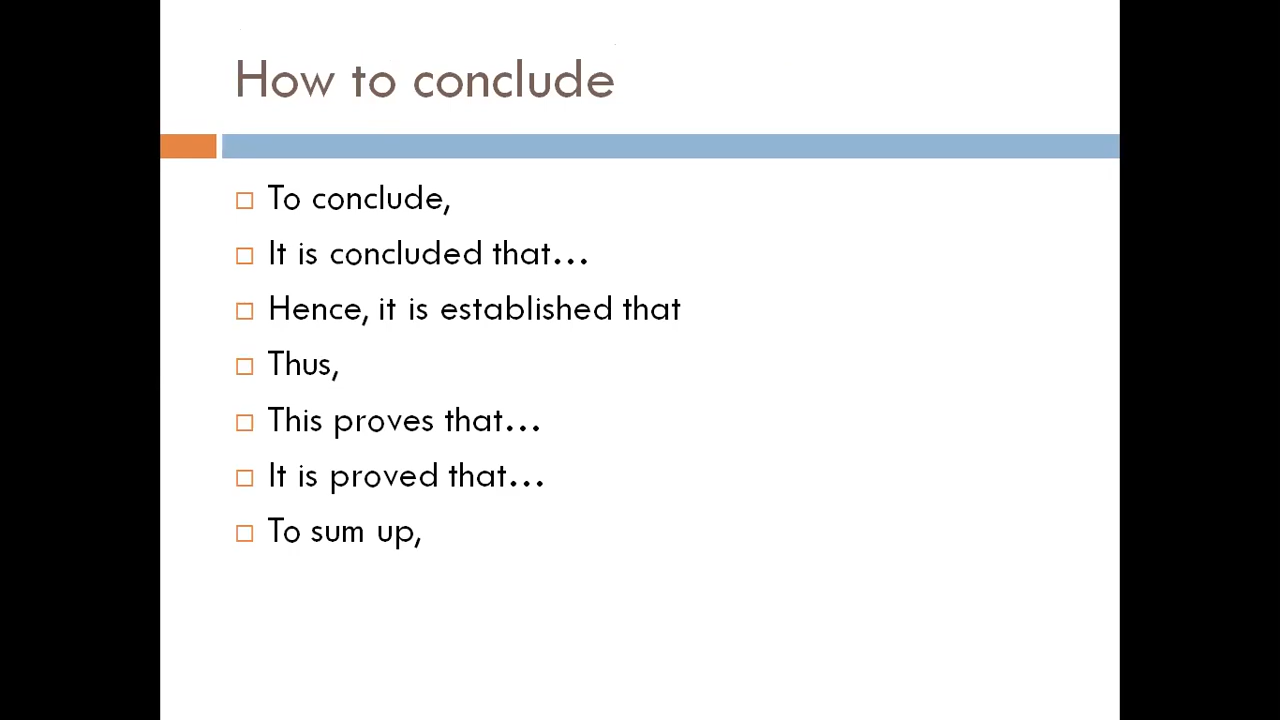 How to conclude
To conclude,
It is concluded that...
Hence, it is established that
Thus,
This proves that...
It is proved that...
To sum up,